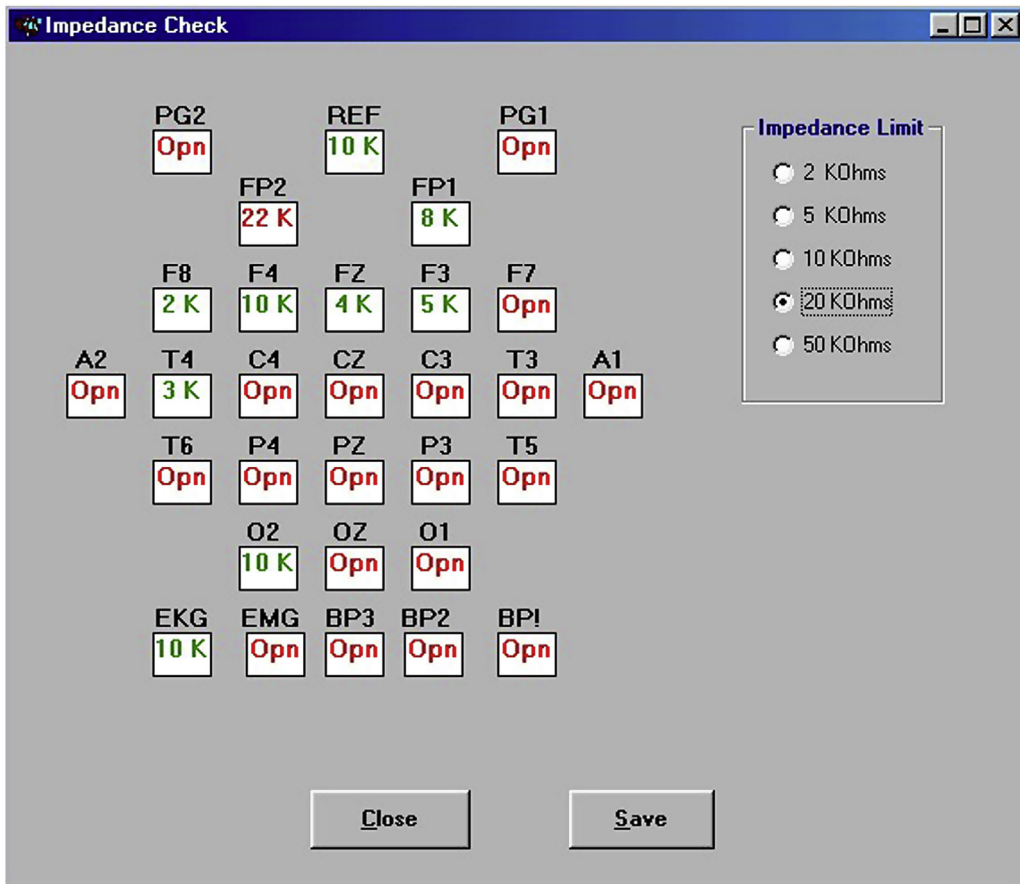 Impedance Check
PG2 REF PG1
Opn 10 K Opn
FP2 FP1
22 K 8 K
F8 F4 FZ F3 F7
2 K 10 K 4 K 5 K Opn
A2 T4 C4 CZ C3 T3 A1
Opn 3 K Opn Opn Opn Opn Opn
T6 P4 PZ P3 T5
Opn Opn Opn Opn Opn
O2 OZ O1
10 K Opn Opn
EKG EMG BP3 BP2 BP!
10 K Opn Opn Opn Opn
Impedance Limit
2 KOhms
5 KOhms
10 KOhms
20 KOhms
50 KOhms
Close Save